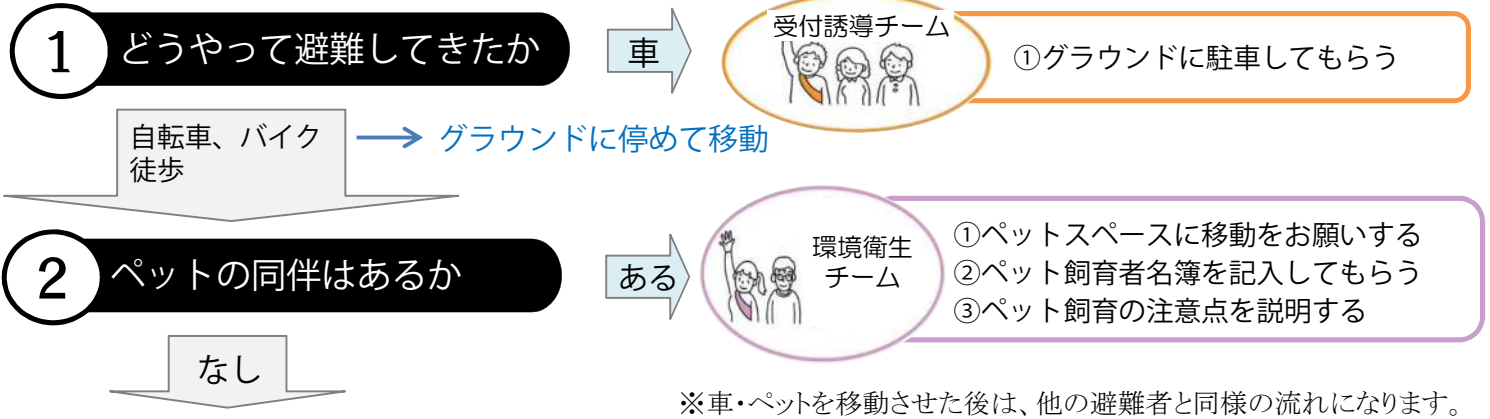 1 どうやって避難してきたか
車
受付誘導チーム
①グラウンドに駐車してもらう
自転車、バイク
徒歩
グラウンドに停めて移動
2 ペットの同伴はあるか
ある
環境衛生
チーム
①ペットスペースに移動をお願いする
②ペット飼育者名簿を記入してもらう
③ペット飼育の注意点を説明する
なし
※車・ペットを移動させた後は、他の避難者と同様の流れになります。